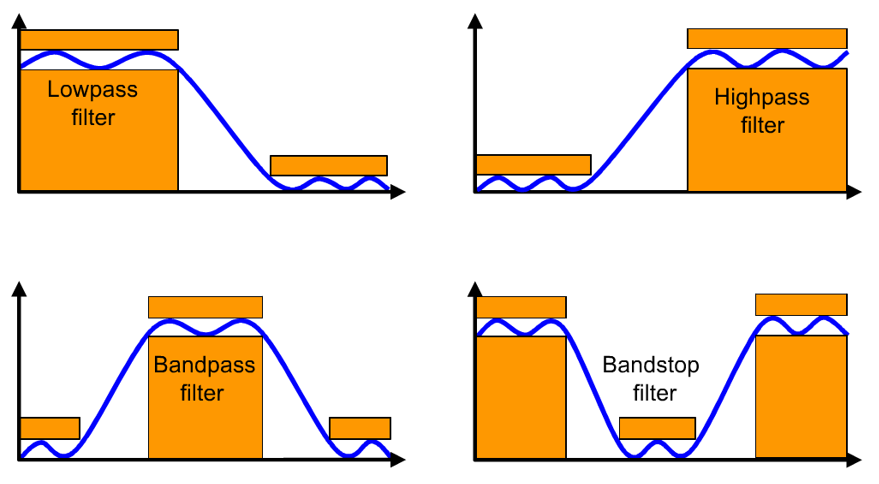 Lowpass
filter
Highpass
filter
Bandpass
filter
Bandstop
filter